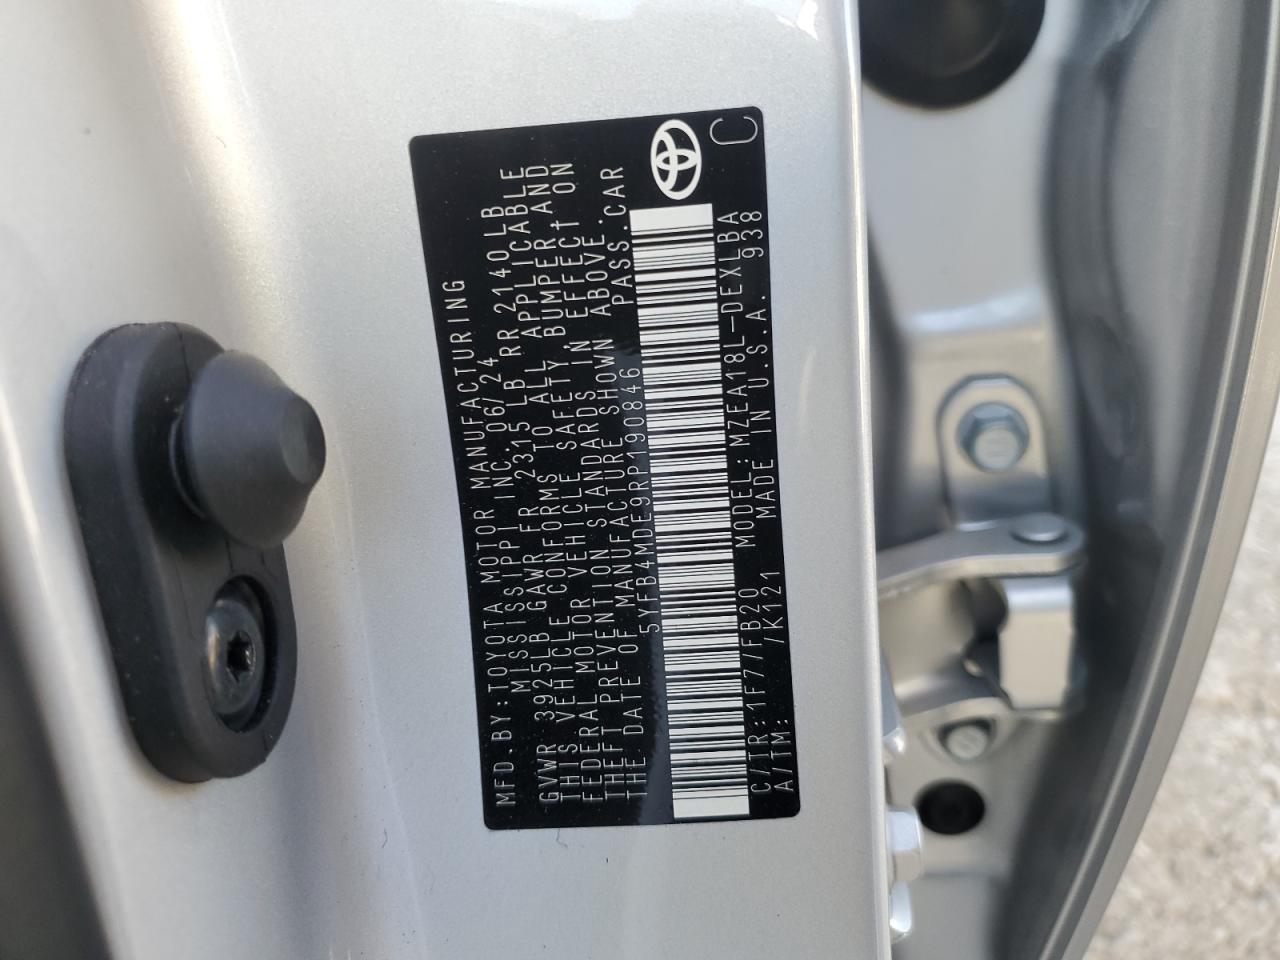 MFD.BY:TOYOTA MOTOR MANUFACTURING
MISSISSIPPI INC. 06/24
GVWR 3925LB GAWR FR 2315 LB RR 2140LB
THIS VEHICLE CONFORMS TO ALL APPLICABLE
FEDERAL MOTOR VEHICLE SAFETY, BUMPER, AND
THEFT PREVENTION STANDARDS IN EFFECT ON
THE DATE OF MANUFACTURE SHOWN ABOVE.
5YFB4MDE9RP190846 PASS.CAR
C/TR:1F7/FB20 MODEL:MZEA18L-DEXLBA
A/TM: /K121 MADE IN U.S.A. 938
C